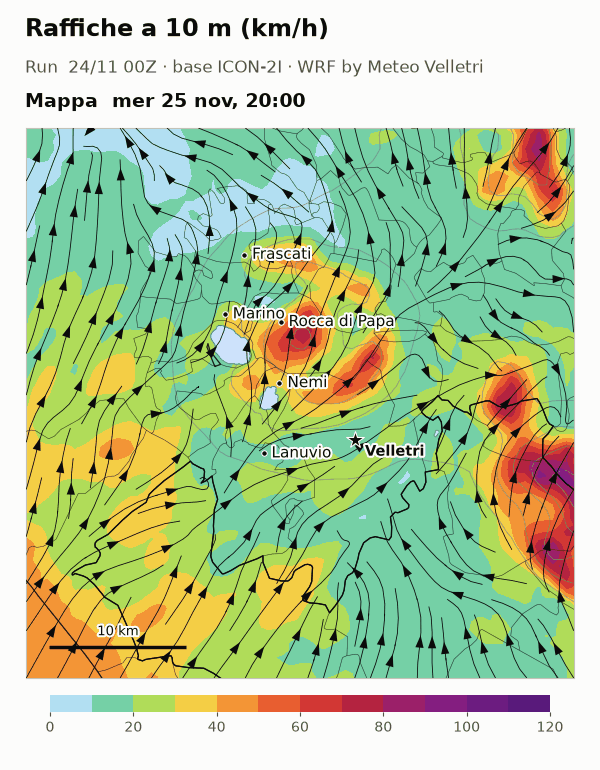 Raffiche a 10 m (km/h)
Run  24/11 00Z · base ICON-2I · WRF by Meteo Velletri
Mappa  mer 25 nov, 20:00
Frascati
Marino
Rocca di Papa
Nemi
Velletri
Lanuvio
10 km
0 20 40 60 80 100 120